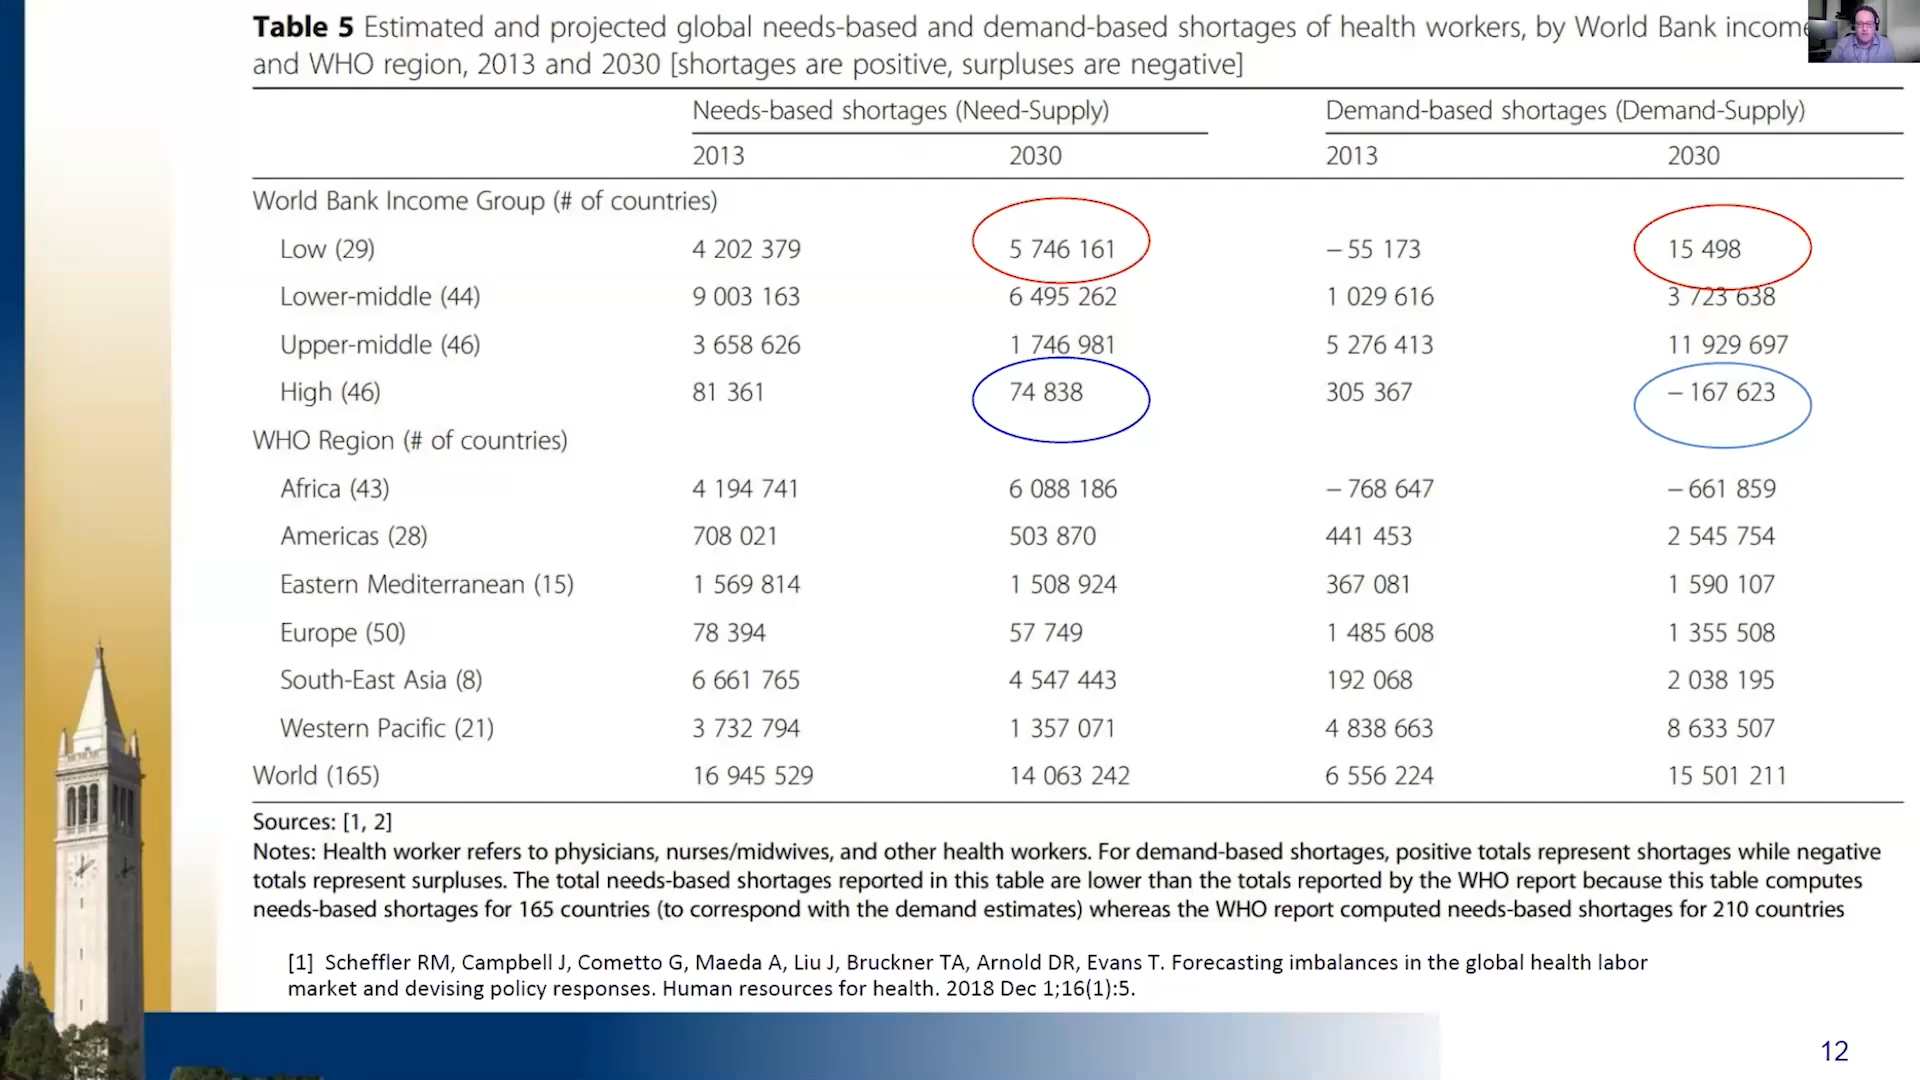 Table 5 Estimated and projected global needs-based and demand-based shortages of health workers, by World Bank income
and WHO region, 2013 and 2030 [shortages are positive, surpluses are negative]
Needs-based shortages (Need-Supply) Demand-based shortages (Demand-Supply)
2013 2030 2013 2030
World Bank Income Group (# of countries)
Low (29) 4 202 379 5 746 161 – 55 173 15 498
Lower-middle (44) 9 003 163 6 495 262 1 029 616 3 723 638
Upper-middle (46) 3 658 626 1 746 981 5 276 413 11 929 697
High (46) 81 361 74 838 305 367 – 167 623
WHO Region (# of countries)
Africa (43) 4 194 741 6 088 186 – 768 647 – 661 859
Americas (28) 708 021 503 870 441 453 2 545 754
Eastern Mediterranean (15) 1 569 814 1 508 924 367 081 1 590 107
Europe (50) 78 394 57 749 1 485 608 1 355 508
South-East Asia (8) 6 661 765 4 547 443 192 068 2 038 195
Western Pacific (21) 3 732 794 1 357 071 4 838 663 8 633 507
World (165) 16 945 529 14 063 242 6 556 224 15 501 211
Sources: [1, 2]
Notes: Health worker refers to physicians, nurses/midwives, and other health workers. For demand-based shortages, positive totals represent shortages while negative
totals represent surpluses. The total needs-based shortages reported in this table are lower than the totals reported by the WHO report because this table computes
needs-based shortages for 165 countries (to correspond with the demand estimates) whereas the WHO report computed needs-based shortages for 210 countries
[1] Scheffler RM, Campbell J, Cometto G, Maeda A, Liu J, Bruckner TA, Arnold DR, Evans T. Forecasting imbalances in the global health labor
market and devising policy responses. Human resources for health. 2018 Dec 1;16(1):5.
12